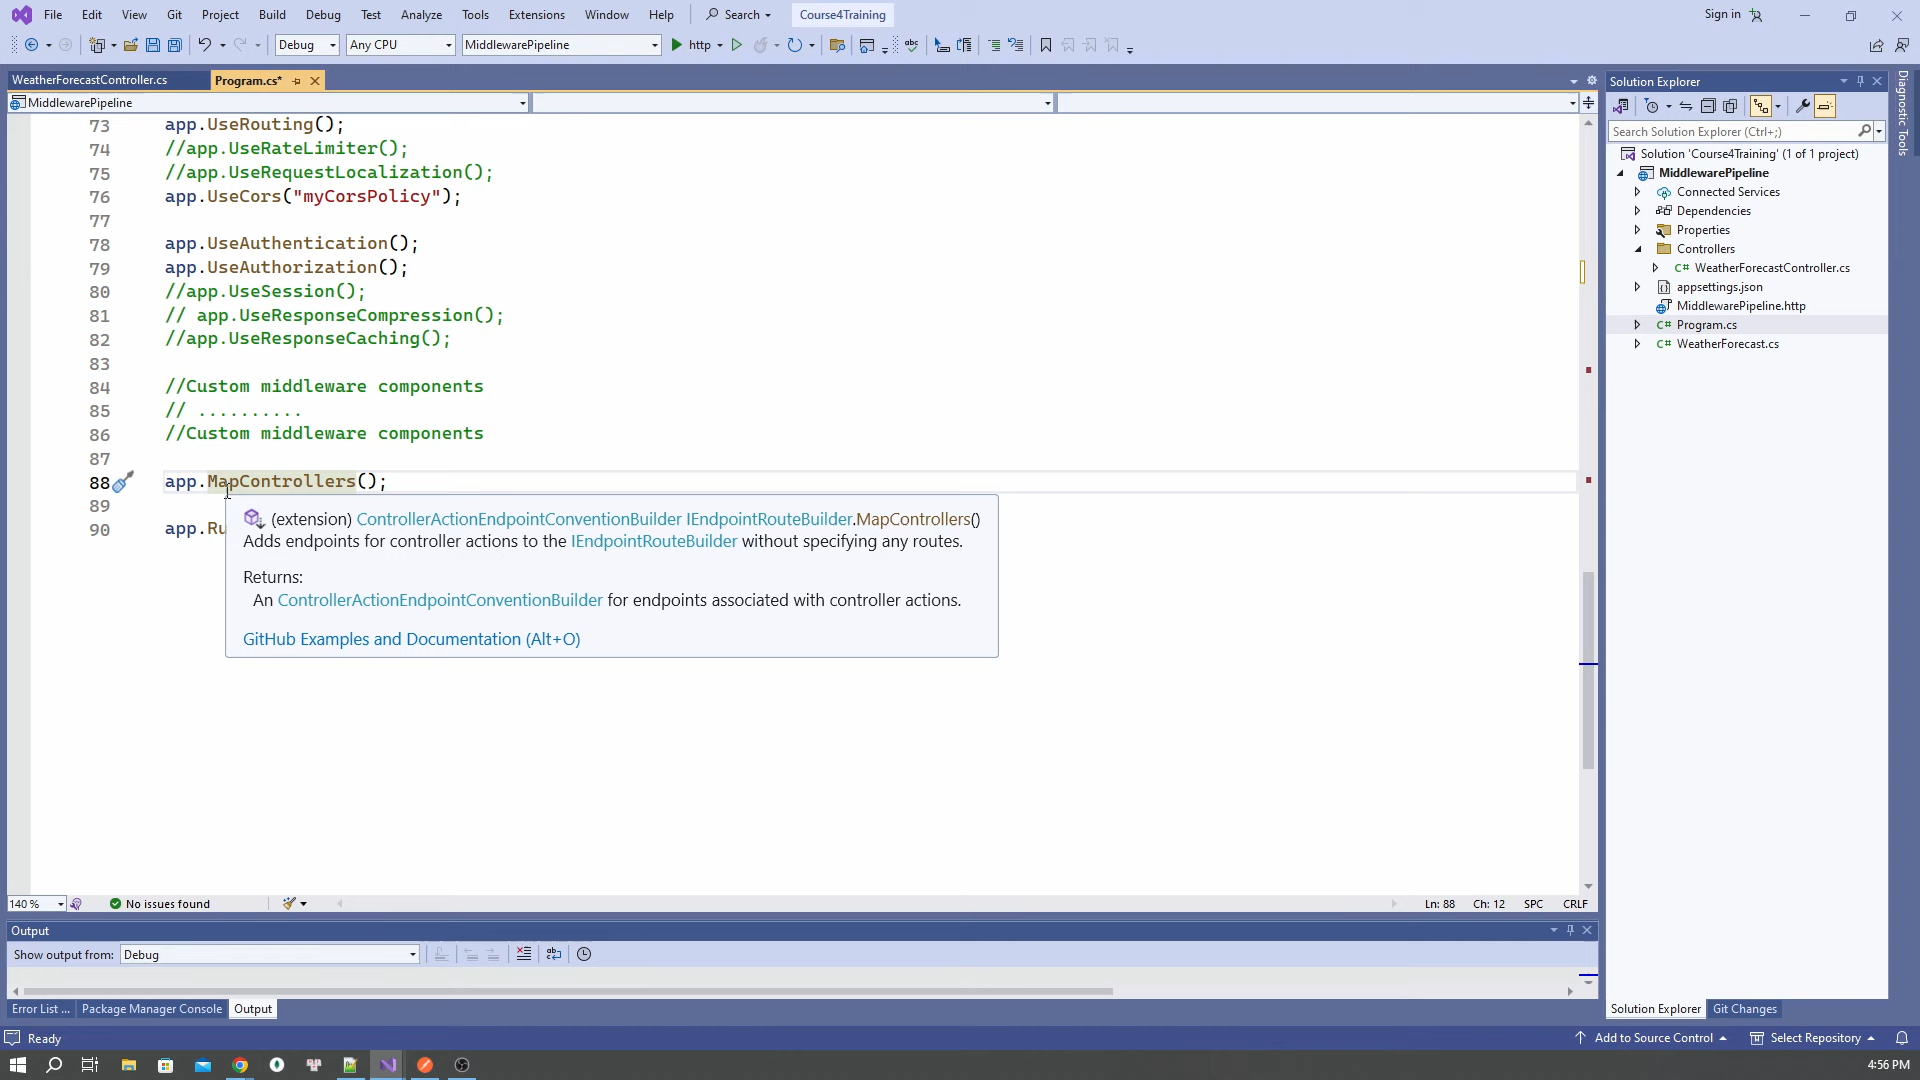 File Edit View Git Project Build Debug Test Analyze Tools Extensions Window Help Search Course4Training Sign in
Debug Any CPU MiddlewarePipeline http
WeatherForecastController.cs Program.cs*
MiddlewarePipeline
73 app.UseRouting();
74 //app.UseRateLimiter();
75 //app.UseRequestLocalization();
76 app.UseCors("myCorsPolicy");
77
78 app.UseAuthentication();
79 app.UseAuthorization();
80 //app.UseSession();
81 // app.UseResponseCompression();
82 //app.UseResponseCaching();
83
84 //Custom middleware components
85 // ..........
86 //Custom middleware components
87
88 app.MapControllers();
89
90 app.Ru
(extension) ControllerActionEndpointConventionBuilder IEndpointRouteBuilder.MapControllers()
Adds endpoints for controller actions to the IEndpointRouteBuilder without specifying any routes.
Returns:
An ControllerActionEndpointConventionBuilder for endpoints associated with controller actions.
GitHub Examples and Documentation (Alt+O)
140 % No issues found Ln: 88 Ch: 12 SPC CRLF
Output
Show output from: Debug
Error List ... Package Manager Console Output
Solution Explorer
Search Solution Explorer (Ctrl+;)
Solution 'Course4Training' (1 of 1 project)
MiddlewarePipeline
Connected Services
Dependencies
Properties
Controllers
C# WeatherForecastController.cs
appsettings.json
MiddlewarePipeline.http
C# Program.cs
C# WeatherForecast.cs
Solution Explorer Git Changes
Diagnostic Tools
Ready Add to Source Control Select Repository
4:56 PM